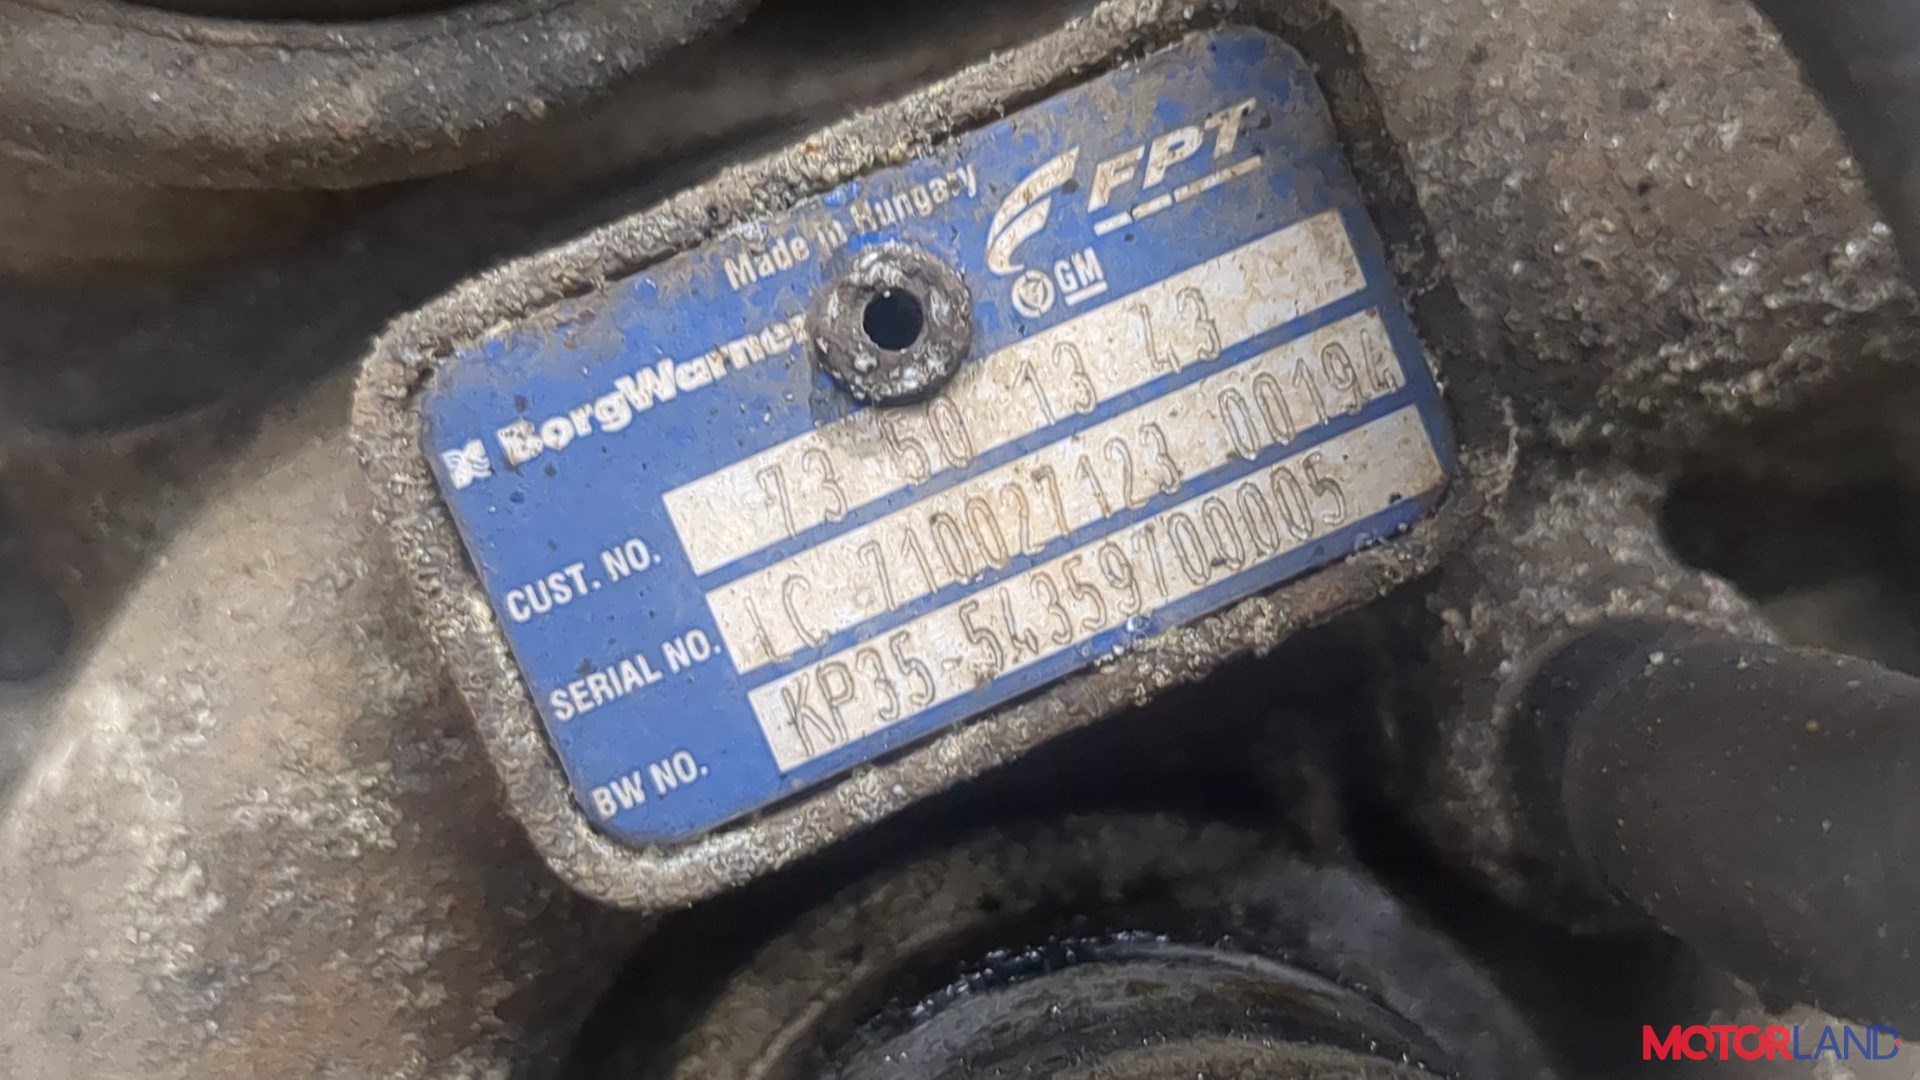 Made in Hungary
FPT
GM
BorgWarner
CUST. NO. 73 50 13 43
SERIAL NO. 1C 710027123 00194
BW NO. KP35-54359700005
MOTORLAND